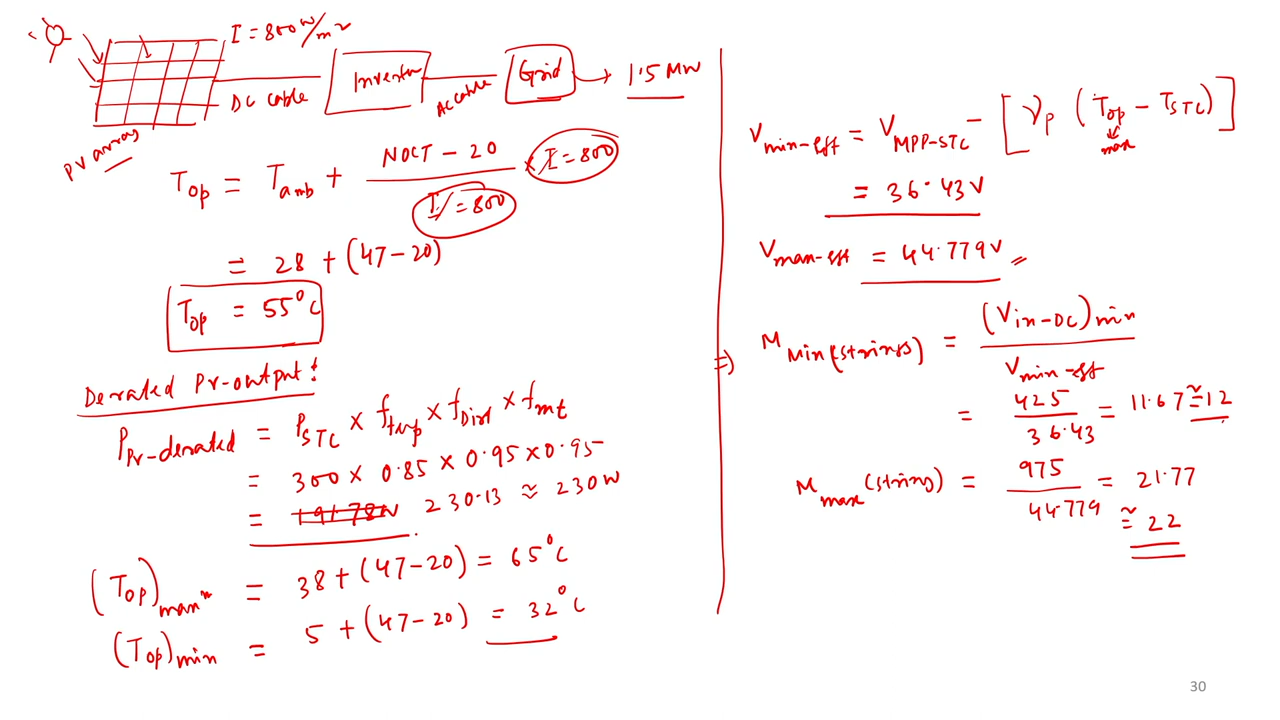 I = 800 W/m²
PV array
DC cable
Inverter
AC cable
Grid
1.5 MW
T_op = T_amb + (NOCT - 20) / (I = 800) × (I = 800)
= 28 + (47 - 20)
T_op = 55°C
Derated PV-output:
P_PV-derated = P_STC × f_temp × f_Dirt × f_mt
= 300 × 0.85 × 0.95 × 0.95
= 230.13 ≈ 230 W
(T_op)_max = 38 + (47 - 20) = 65°C
(T_op)_min = 5 + (47 - 20) = 32°C
V_min-eff = V_MPP-STC - [γ_p (T_op - T_STC)]
max
= 36.43 V
V_max-eff = 44.779 V
⇒ M_Min(strings) = (V_in-DC)_min / V_min-eff
= 425 / 36.43 = 11.67 ≅ 12
M_max(string) = 975 / 44.779 = 21.77
≅ 22
30